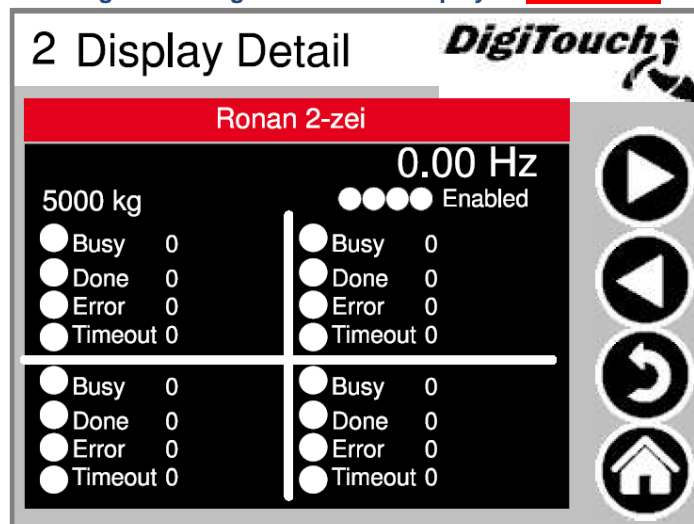 2 Display Detail
DigiTouch
Ronan 2-zei
0.00 Hz
5000 kg
Enabled
Busy 0
Done 0
Error 0
Timeout 0
Busy 0
Done 0
Error 0
Timeout 0
Busy 0
Done 0
Error 0
Timeout 0
Busy 0
Done 0
Error 0
Timeout 0